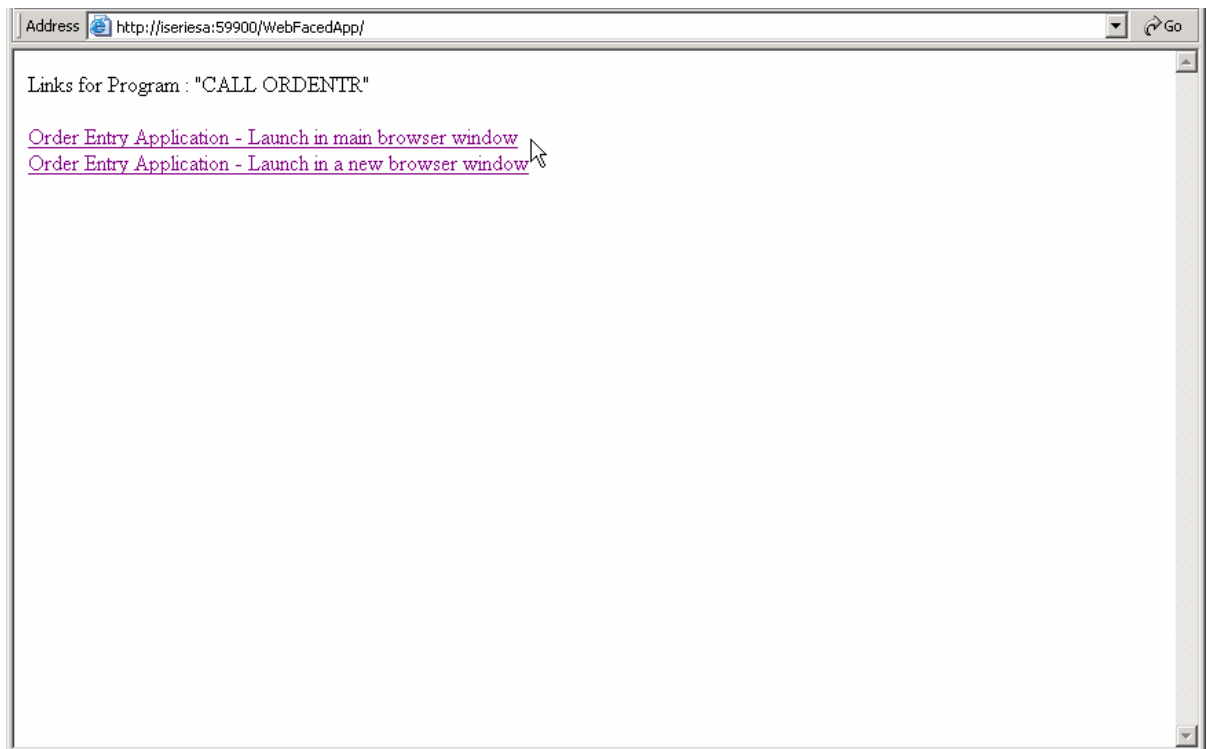 Address http://iseriesa:59900/WebFacedApp/ Go
Links for Program : "CALL ORDENTR"
Order Entry Application - Launch in main browser window
Order Entry Application - Launch in a new browser window